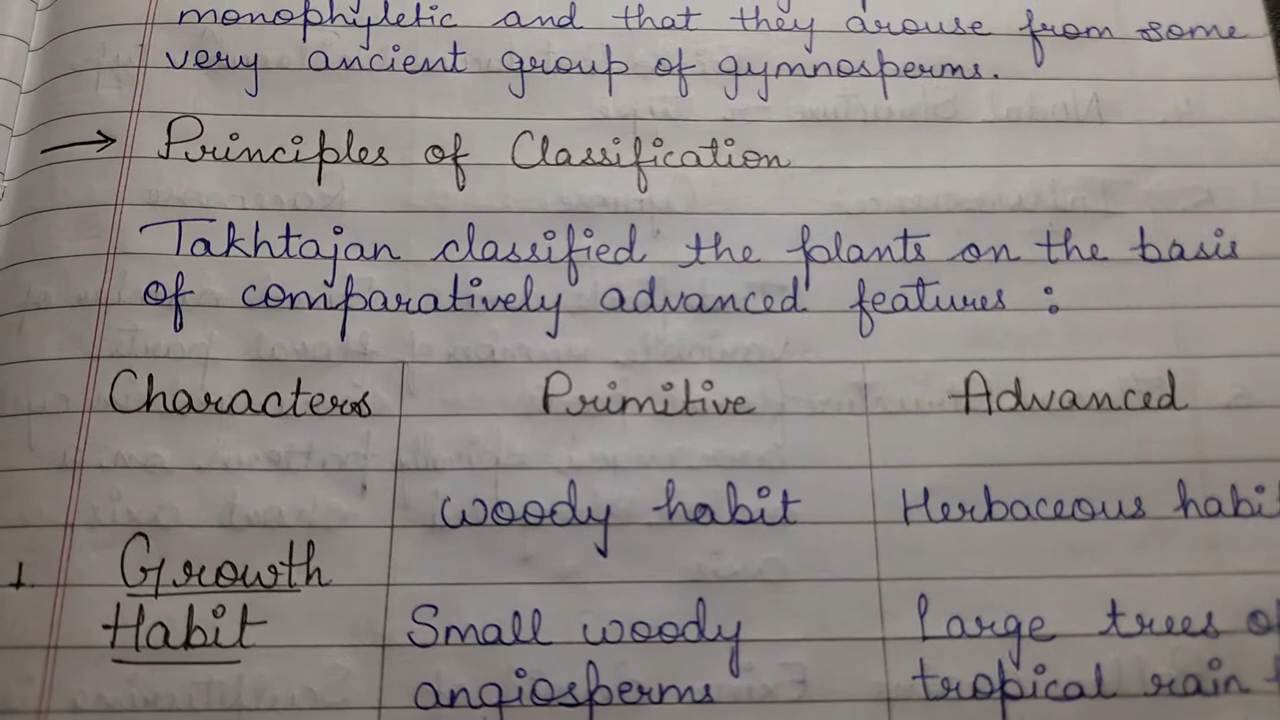 monophyletic and that they arouse from some
very ancient group of gymnosperms.
→ Principles of Classification
Takhtajan classified the plants on the basis
of comparatively advanced features :
Characters Primitive Advanced
woody habit Herbaceous habi
1. Growth
Habit Small woody Large trees o
angiosperms tropical rain